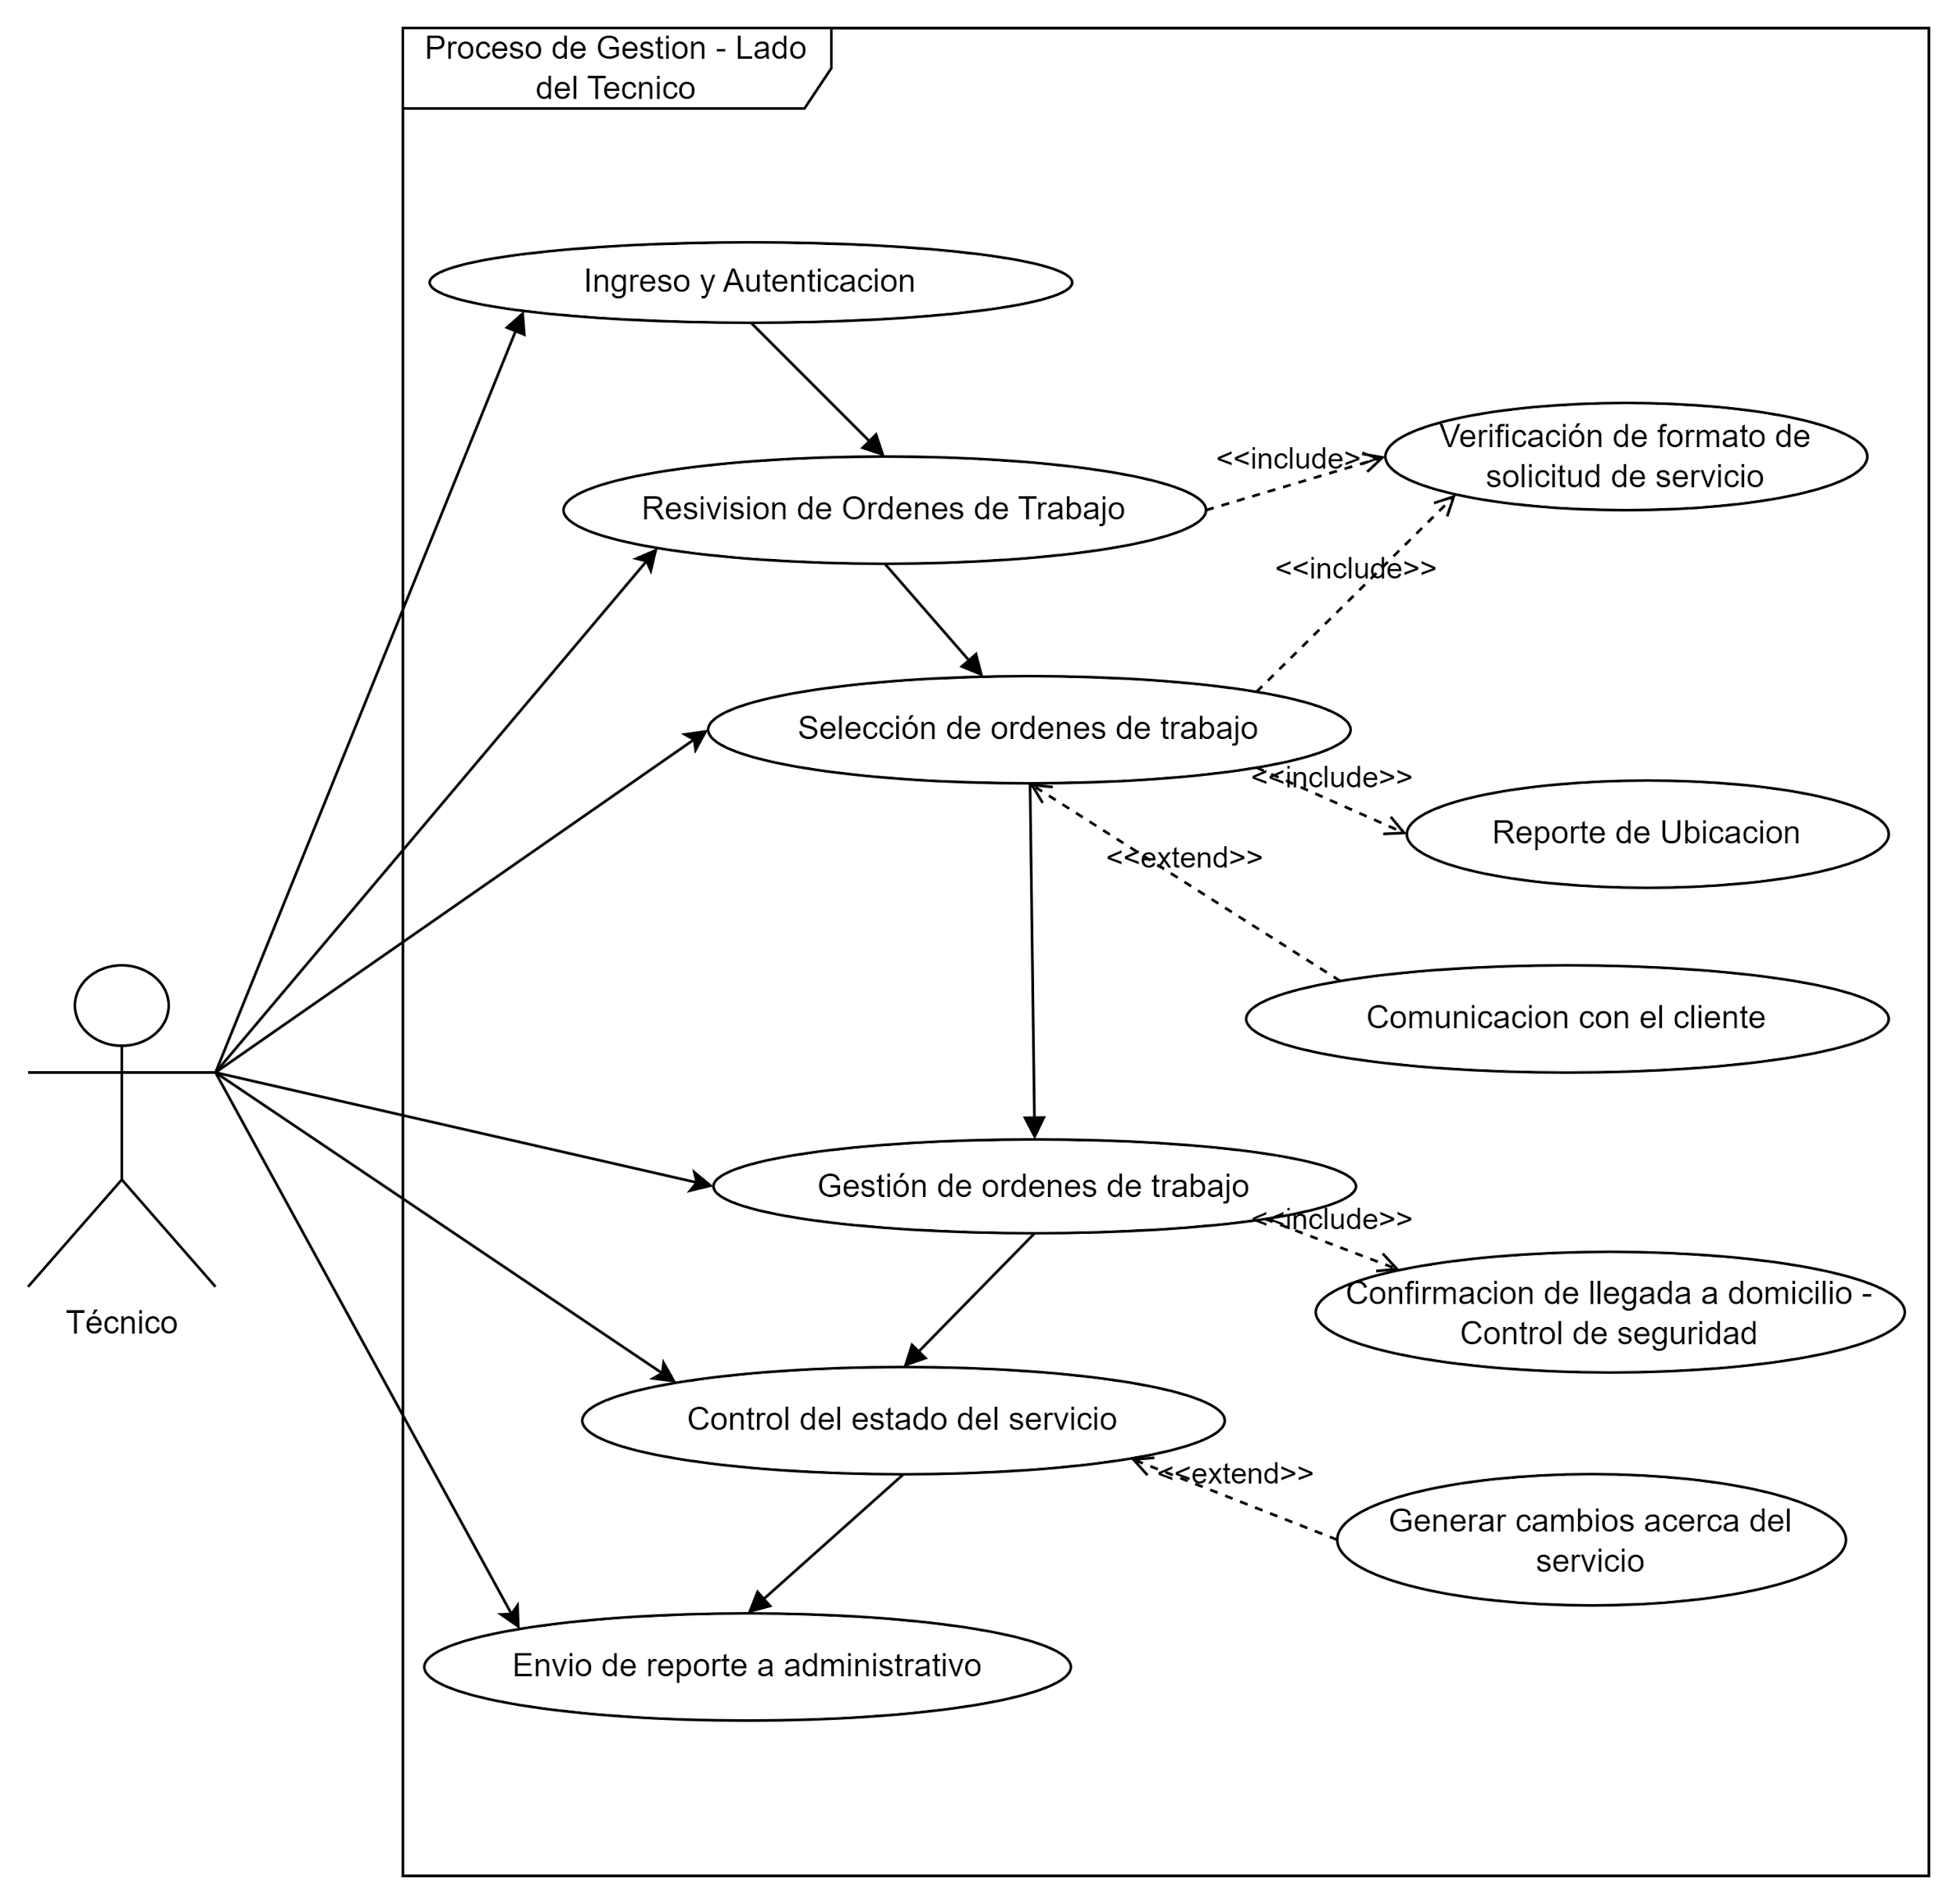 Proceso de Gestion - Lado
del Tecnico
Ingreso y Autenticacion
Verificación de formato de
solicitud de servicio
<<include>>
Resivision de Ordenes de Trabajo
<<include>>
Selección de ordenes de trabajo
<<include>>
Reporte de Ubicacion
<<extend>>
Comunicacion con el cliente
Gestión de ordenes de trabajo
<<include>>
Confirmacion de llegada a domicilio -
Control de seguridad
Técnico
Control del estado del servicio
<<extend>>
Generar cambios acerca del
servicio
Envio de reporte a administrativo